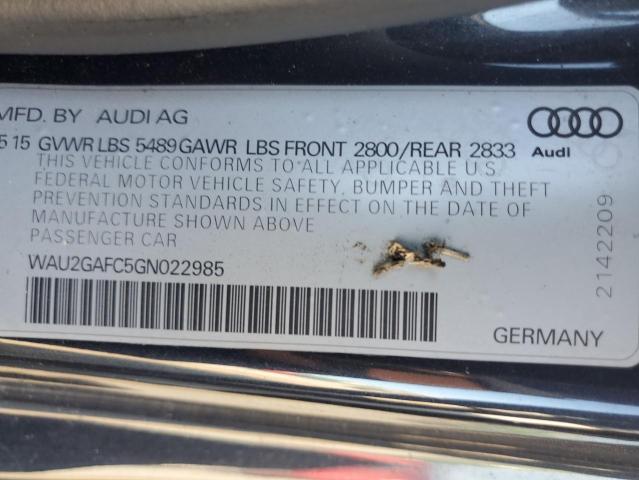 MFD. BY AUDI AG
515 GVWR LBS 5489 GAWR LBS FRONT 2800/REAR 2833
Audi
THIS VEHICLE CONFORMS TO ALL APPLICABLE U.S.
FEDERAL MOTOR VEHICLE SAFETY, BUMPER AND THEFT
PREVENTION STANDARDS IN EFFECT ON THE DATE OF
MANUFACTURE SHOWN ABOVE
PASSENGER CAR
WAU2GAFC5GN022985
GERMANY
2142209